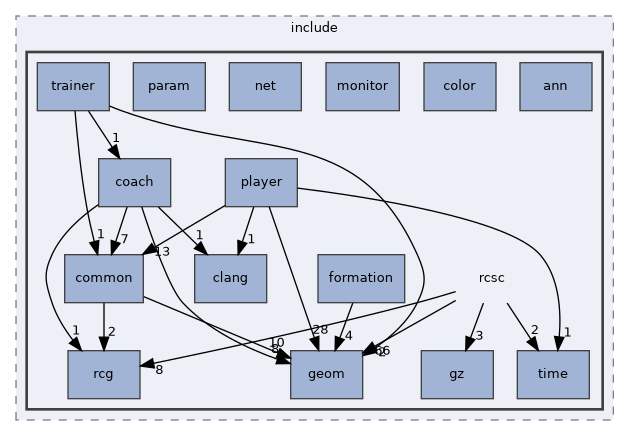 include
trainer param net monitor color ann
1
coach player
1 7 13 1 1
common clang formation rcsc
1 2 10 8 28 4 66 2 3 2 1
8
rcg geom gz time